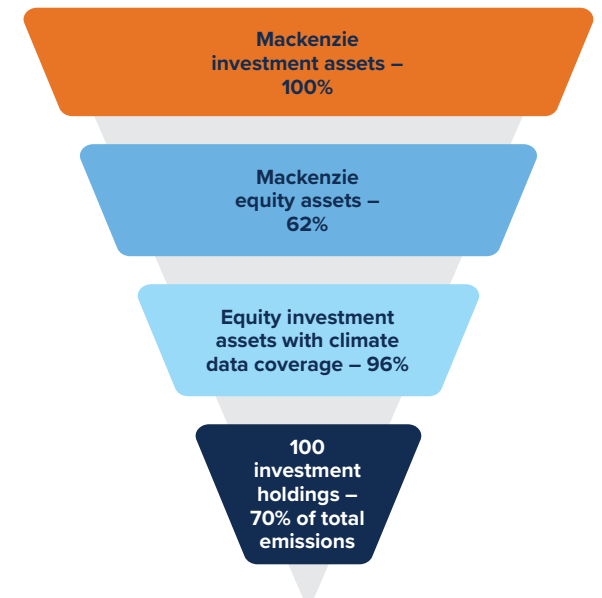 Mackenzie
investment assets –
100%
Mackenzie
equity assets –
62%
Equity investment
assets with climate
data coverage – 96%
100
investment
holdings –
70% of total
emissions